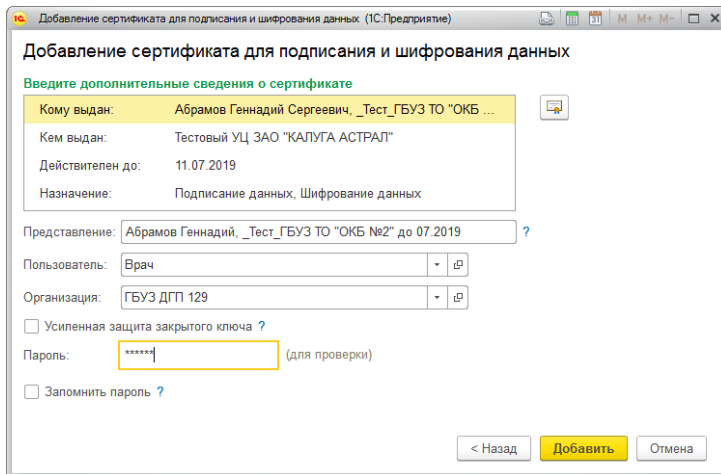 1С Добавление сертификата для подписания и шифрования данных (1С:Предприятие) 31 M M+ M-
Добавление сертификата для подписания и шифрования данных
Введите дополнительные сведения о сертификате
Кому выдан: Абрамов Геннадий Сергеевич, _Тест_ГБУЗ ТО "ОКБ ...
Кем выдан: Тестовый УЦ ЗАО "КАЛУГА АСТРАЛ"
Действителен до: 11.07.2019
Назначение: Подписание данных, Шифрование данных
Представление: Абрамов Геннадий, _Тест_ГБУЗ ТО "ОКБ №2" до 07.2019 ?
Пользователь: Врач
Организация: ГБУЗ ДГП 129
Усиленная защита закрытого ключа ?
Пароль: ****** (для проверки)
Запомнить пароль ?
< Назад Добавить Отмена